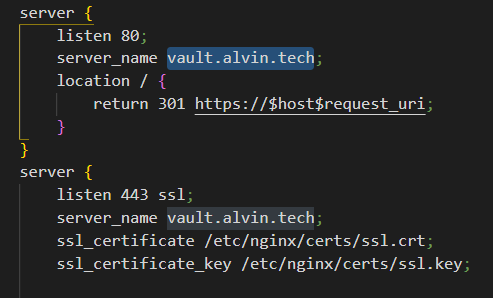 server {
listen 80;
server_name vault.alvin.tech;
location / {
return 301 https://$host$request_uri;
}
}
server {
listen 443 ssl;
server_name vault.alvin.tech;
ssl_certificate /etc/nginx/certs/ssl.crt;
ssl_certificate_key /etc/nginx/certs/ssl.key;